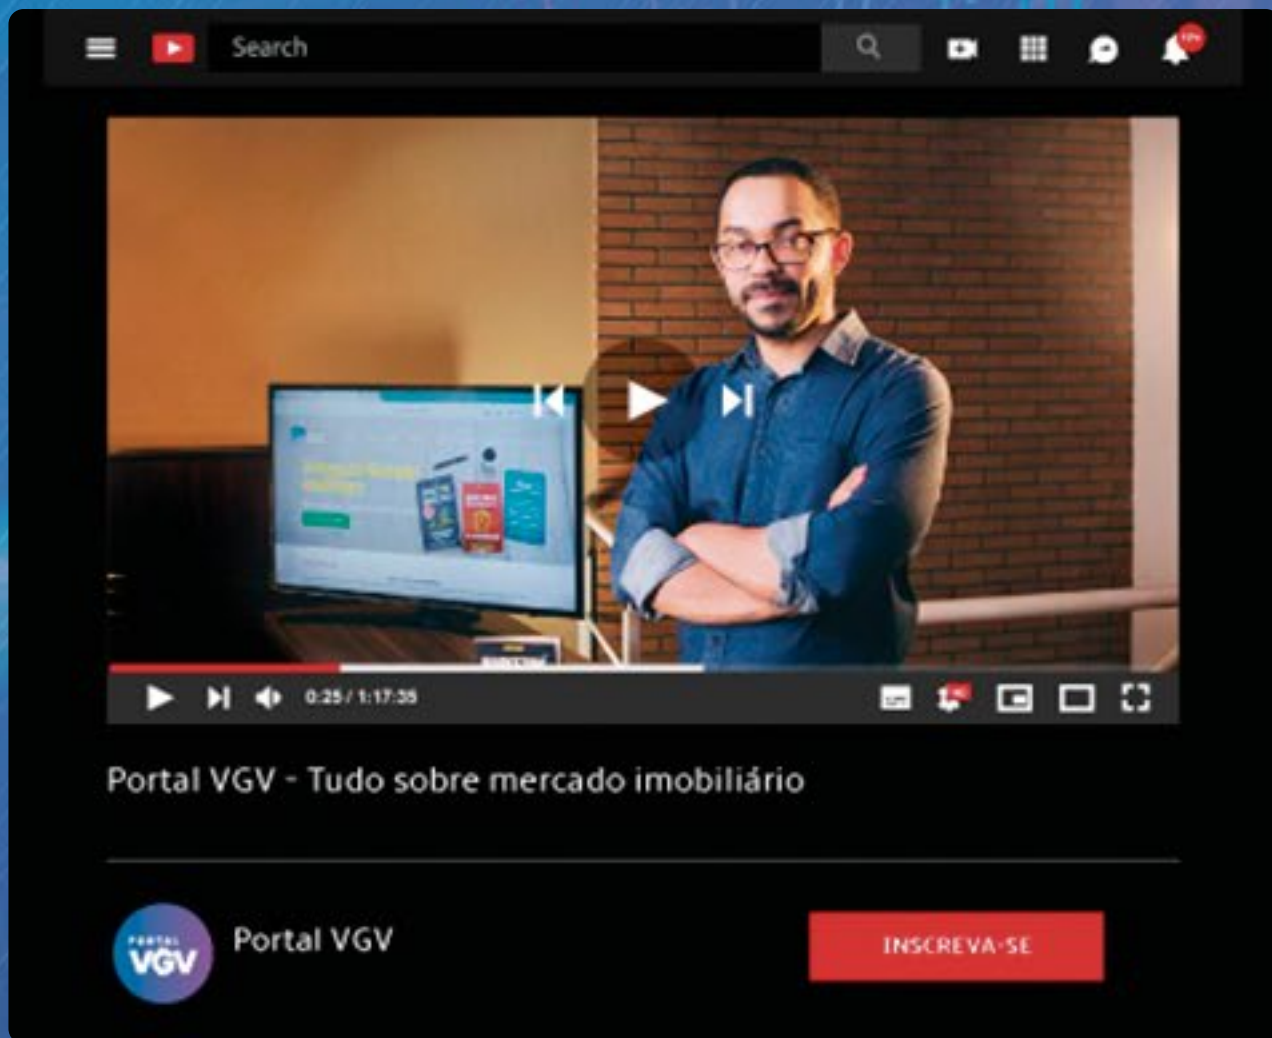 Search
0:25 / 1:17:35
Portal VGV - Tudo sobre mercado imobiliário
PORTAL
VGV
Portal VGV
INSCREVA-SE